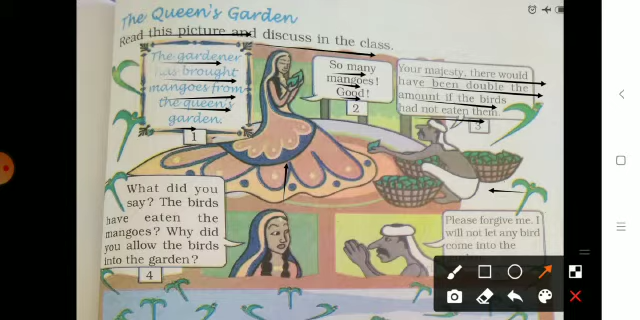 The Queen's Garden
Read this picture and discuss in the class.
The gardener
has brought
mangoes from
the queen's
garden.
1
So many
mangoes!
Good!
2
Your majesty, there would
have been double the
amount if the birds
had not eaten them.
3
What did you
say? The birds
have eaten the
mangoes? Why did
you allow the birds
into the garden?
4
Please forgive me. I
will not let any bird
come into the